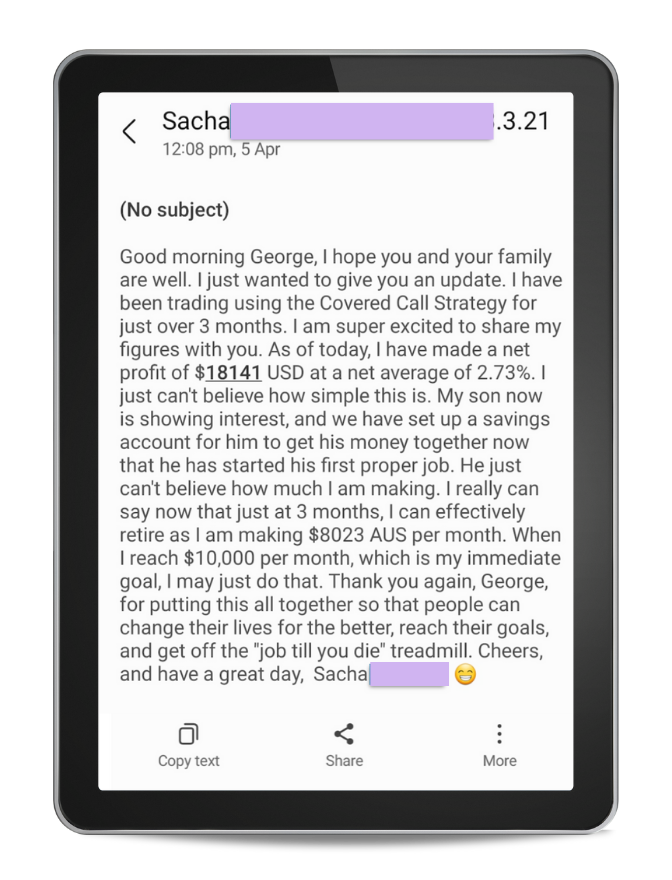 Sacha .3.21
12:08 pm, 5 Apr
(No subject)
Good morning George, I hope you and your family
are well. I just wanted to give you an update. I have
been trading using the Covered Call Strategy for
just over 3 months. I am super excited to share my
figures with you. As of today, I have made a net
profit of $18141 USD at a net average of 2.73%. I
just can't believe how simple this is. My son now
is showing interest, and we have set up a savings
account for him to get his money together now
that he has started his first proper job. He just
can't believe how much I am making. I really can
say now that just at 3 months, I can effectively
retire as I am making $8023 AUS per month. When
I reach $10,000 per month, which is my immediate
goal, I may just do that. Thank you again, George,
for putting this all together so that people can
change their lives for the better, reach their goals,
and get off the "job till you die" treadmill. Cheers,
and have a great day,  Sacha 😁
Copy text Share More